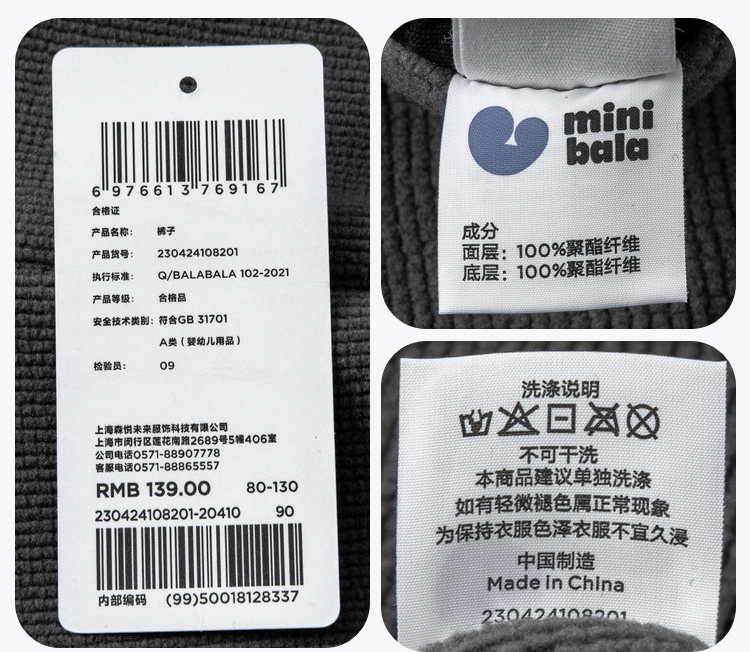 6 976613 769167
合格证
产品名称： 裤子
产品货号： 230424108201
执行标准： Q/BALABALA 102-2021
产品等级： 合格品
安全技术类别：符合GB 31701
A类（婴幼儿用品）
检验员： 09
上海森悦未来服饰科技有限公司
上海市闵行区莲花南路2689号5幢406室
公司电话0571-88907778
客服电话0571-88865557
RMB 139.00 80-130
230424108201-20410 90
内部编码 (99)50018128337
mini
bala
成分
面层：100%聚酯纤维
底层：100%聚酯纤维
洗涤说明
不可干洗
本商品建议单独洗涤
如有轻微褪色属正常现象
为保持衣服色泽衣服不宜久浸
中国制造
Made in China
230424108201